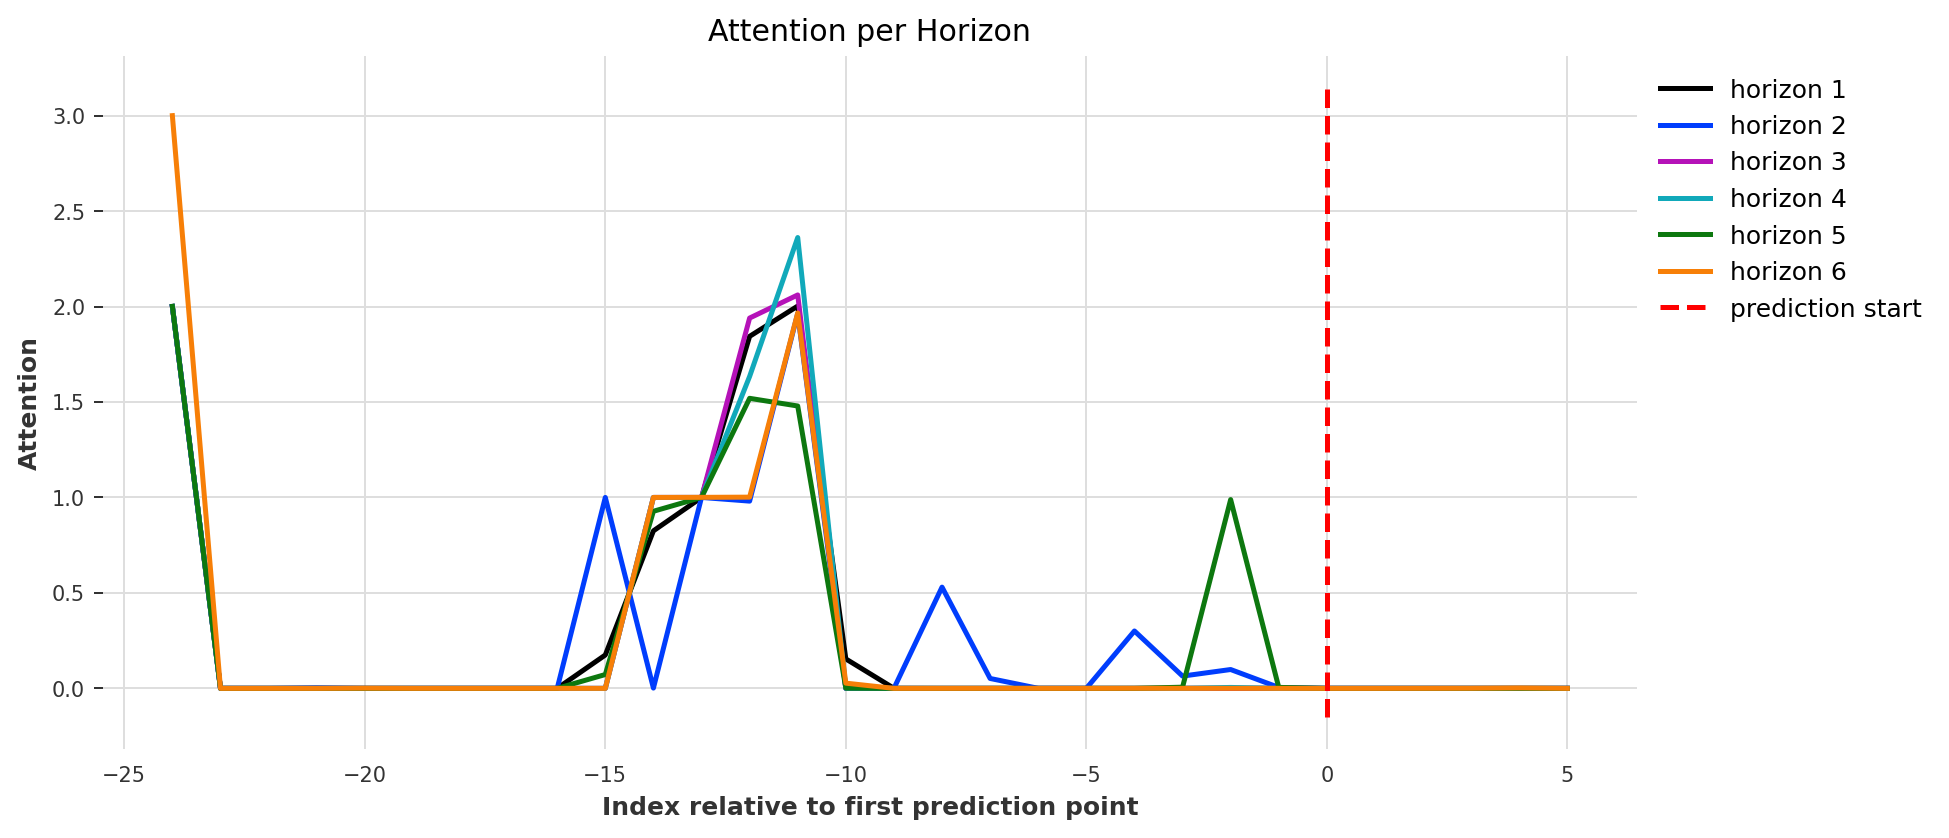 Attention per Horizon
3.0
2.5
2.0
1.5
1.0
0.5
0.0
Attention
−25
−20
−15
−10
−5
0
5
Index relative to first prediction point
horizon 1
horizon 2
horizon 3
horizon 4
horizon 5
horizon 6
prediction start